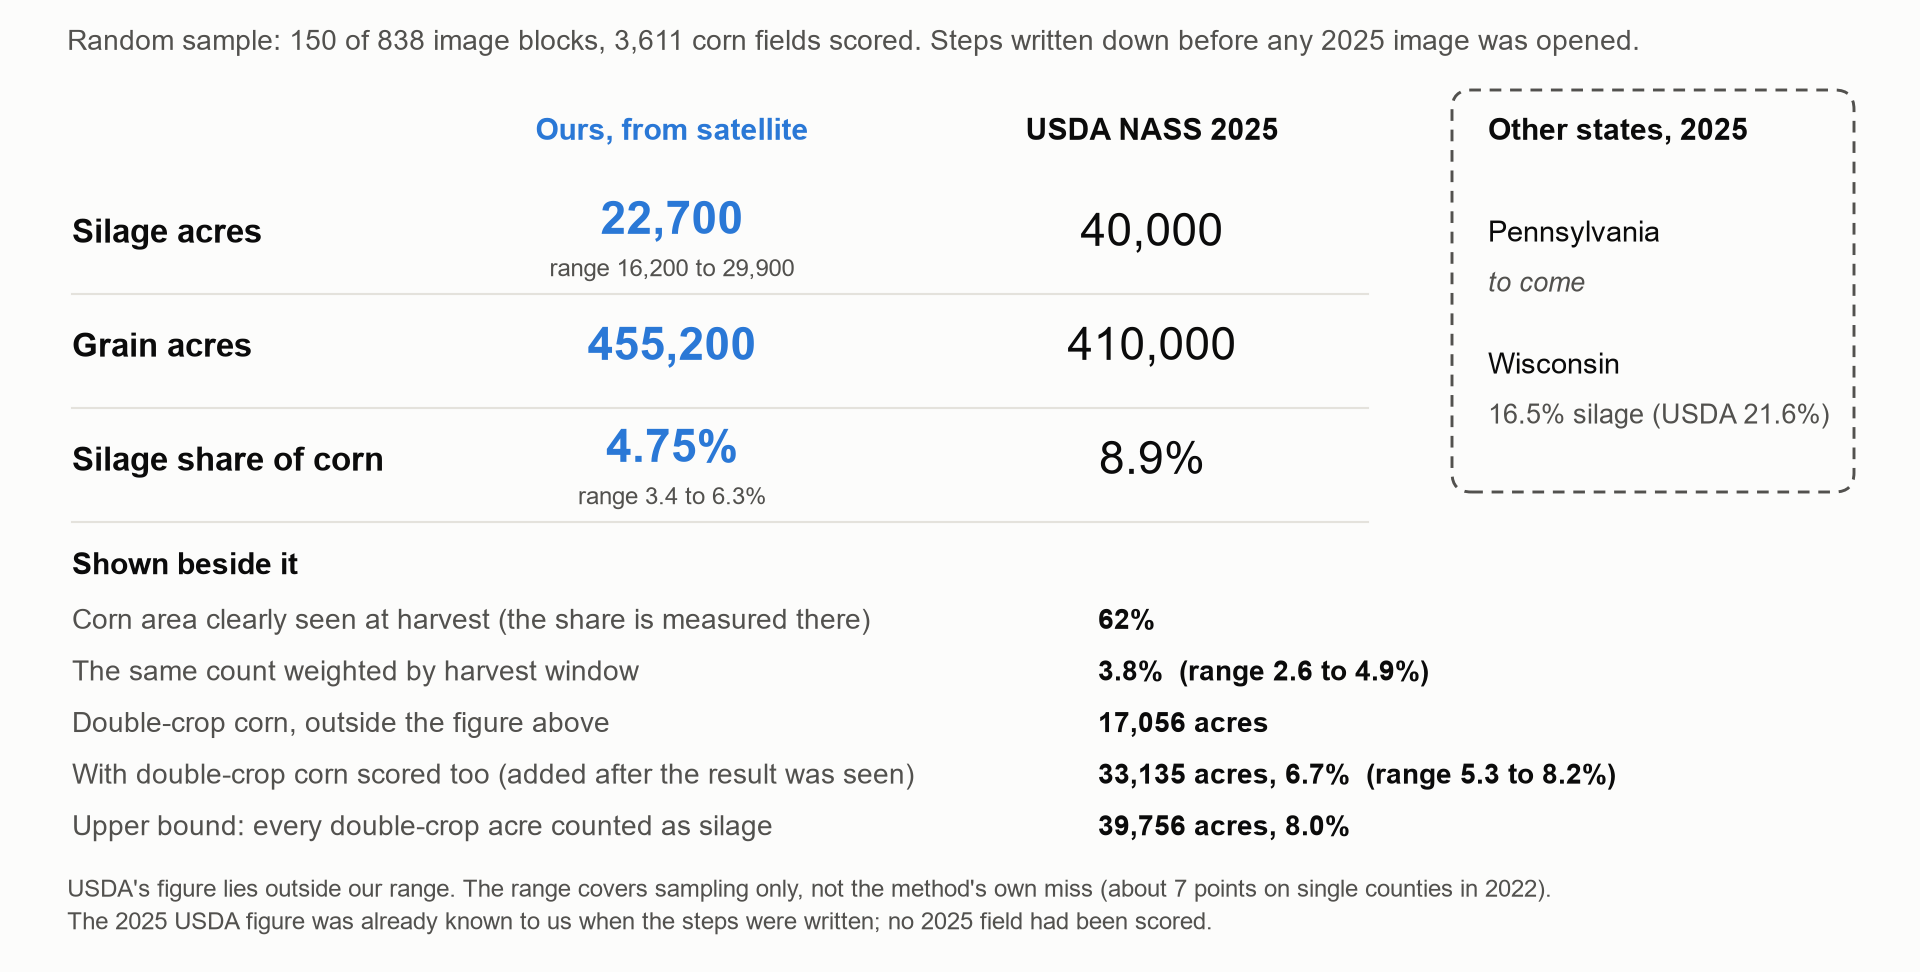 Random sample: 150 of 838 image blocks, 3,611 corn fields scored. Steps written down before any 2025 image was opened.
Ours, from satellite
USDA NASS 2025
Silage acres
22,700
range 16,200 to 29,900
40,000
Grain acres
455,200
410,000
Silage share of corn
4.75%
range 3.4 to 6.3%
8.9%
Other states, 2025
Pennsylvania
to come
Wisconsin
16.5% silage (USDA 21.6%)
Shown beside it
Corn area clearly seen at harvest (the share is measured there) 62%
The same count weighted by harvest window 3.8% (range 2.6 to 4.9%)
Double-crop corn, outside the figure above 17,056 acres
With double-crop corn scored too (added after the result was seen) 33,135 acres, 6.7% (range 5.3 to 8.2%)
Upper bound: every double-crop acre counted as silage 39,756 acres, 8.0%
USDA's figure lies outside our range. The range covers sampling only, not the method's own miss (about 7 points on single counties in 2022).
The 2025 USDA figure was already known to us when the steps were written; no 2025 field had been scored.